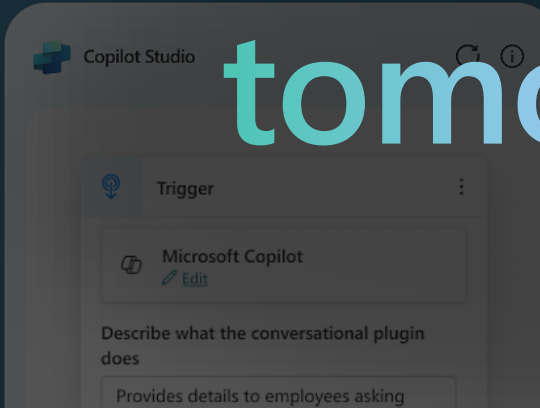 Copilot Studio
tomo
Trigger
Microsoft Copilot
Edit
Describe what the conversational plugin
does
Provides details to employees asking